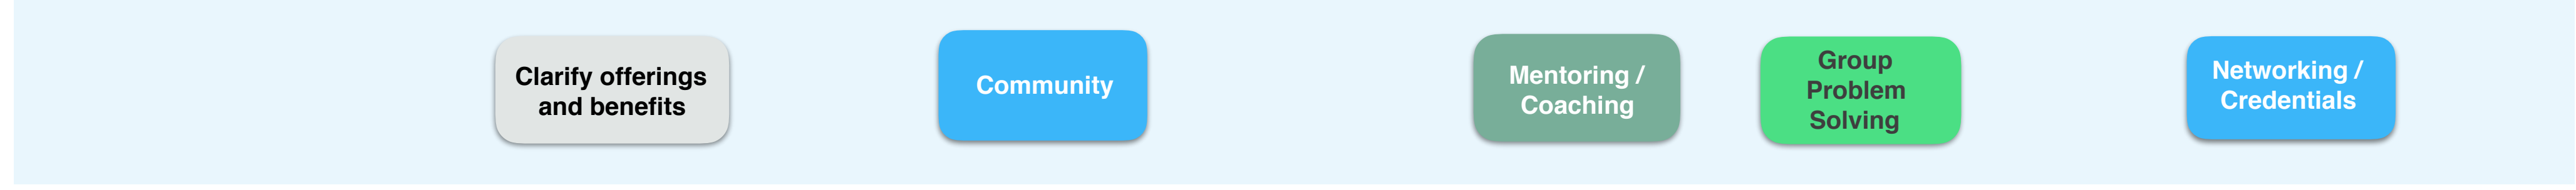 Clarify offerings
and benefits
Community
Mentoring /
Coaching
Group
Problem
Solving
Networking /
Credentials